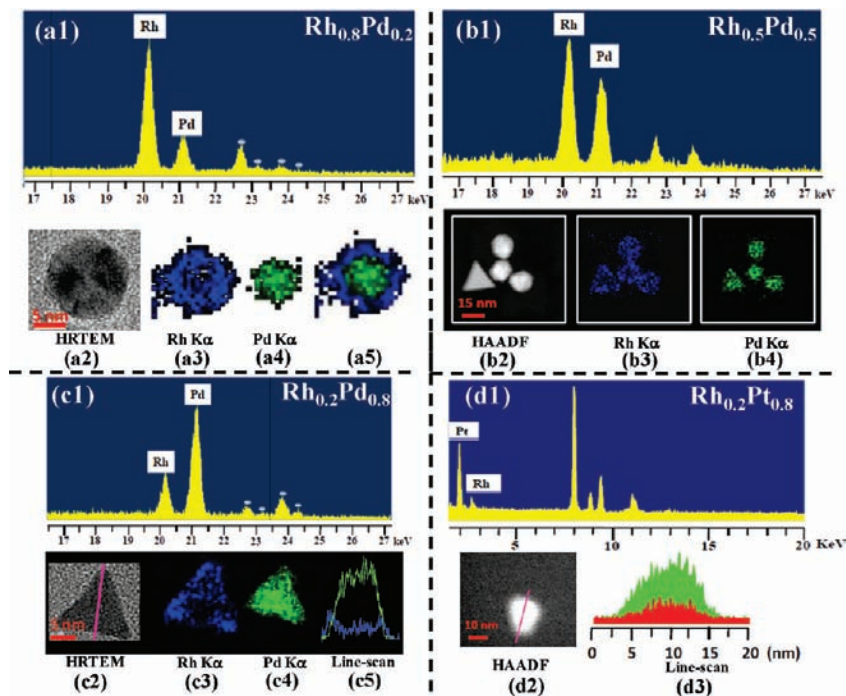 (a1) Rh0.8Pd0.2
Rh
Pd
17 18 19 20 21 22 23 24 25 26 27
keV
5 nm
HRTEM Rh Kα Pd Kα
(a2) (a3) (a4) (a5)
(b1) Rh0.5Pd0.5
Rh
Pd
17 18 19 20 21 22 23 24 25 26 27
keV
15 nm
HAADF Rh Kα Pd Kα
(b2) (b3) (b4)
(c1) Rh0.2Pd0.8
Pd
Rh
17 18 19 20 21 22 23 24 25 26 27
keV
5 nm
HRTEM Rh Kα Pd Kα Line-scan
(c2) (c3) (c4) (c5)
(d1) Rh0.2Pt0.8
Pt
Rh
5 10 15 20 KeV
10 nm
0 5 10 15 20 (nm)
HAADF Line-scan
(d2) (d3)